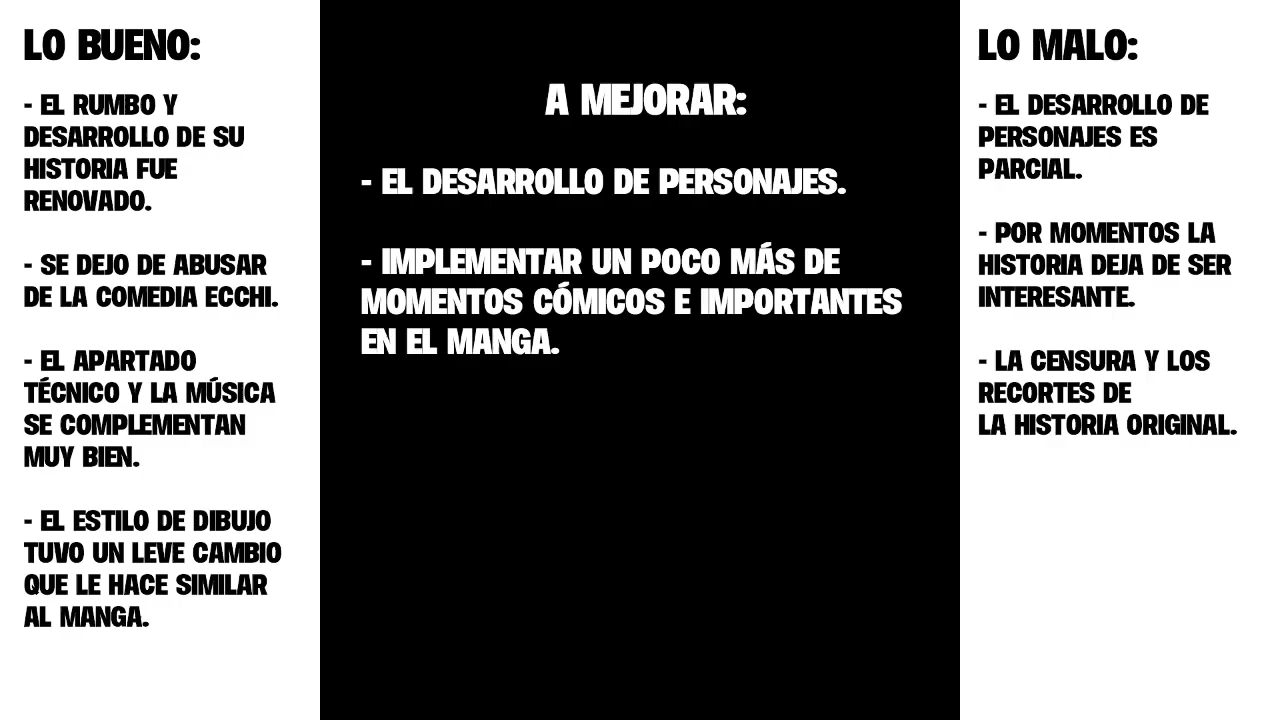 LO BUENO:
- EL RUMBO Y
DESARROLLO DE SU
HISTORIA FUE
RENOVADO.
- SE DEJO DE ABUSAR
DE LA COMEDIA ECCHI.
- EL APARTADO
TÉCNICO Y LA MÚSICA
SE COMPLEMENTAN
MUY BIEN.
- EL ESTILO DE DIBUJO
TUVO UN LEVE CAMBIO
QUE LE HACE SIMILAR
AL MANGA.
A MEJORAR:
- EL DESARROLLO DE PERSONAJES.
- IMPLEMENTAR UN POCO MÁS DE
MOMENTOS CÓMICOS E IMPORTANTES
EN EL MANGA.
LO MALO:
- EL DESARROLLO DE
PERSONAJES ES
PARCIAL.
- POR MOMENTOS LA
HISTORIA DEJA DE SER
INTERESANTE.
- LA CENSURA Y LOS
RECORTES DE
LA HISTORIA ORIGINAL.